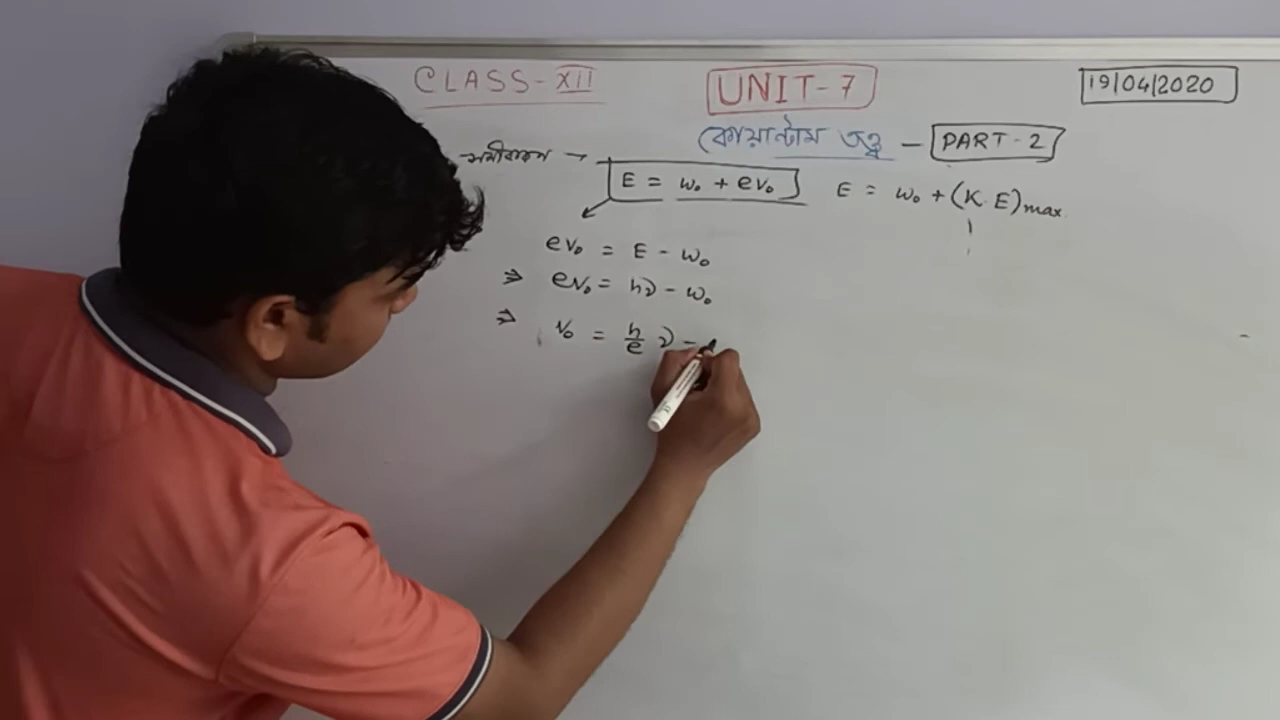 CLASS-XII
UNIT-7
19/04/2020
কোয়ান্টাম তত্ত্ব — PART-2
সমীকরণ →
E = w₀ + eV₀
E = w₀ + (K.E)max
eV₀ = E - w₀
⇒ eV₀ = hν - w₀
⇒ V₀ = h/e ν -